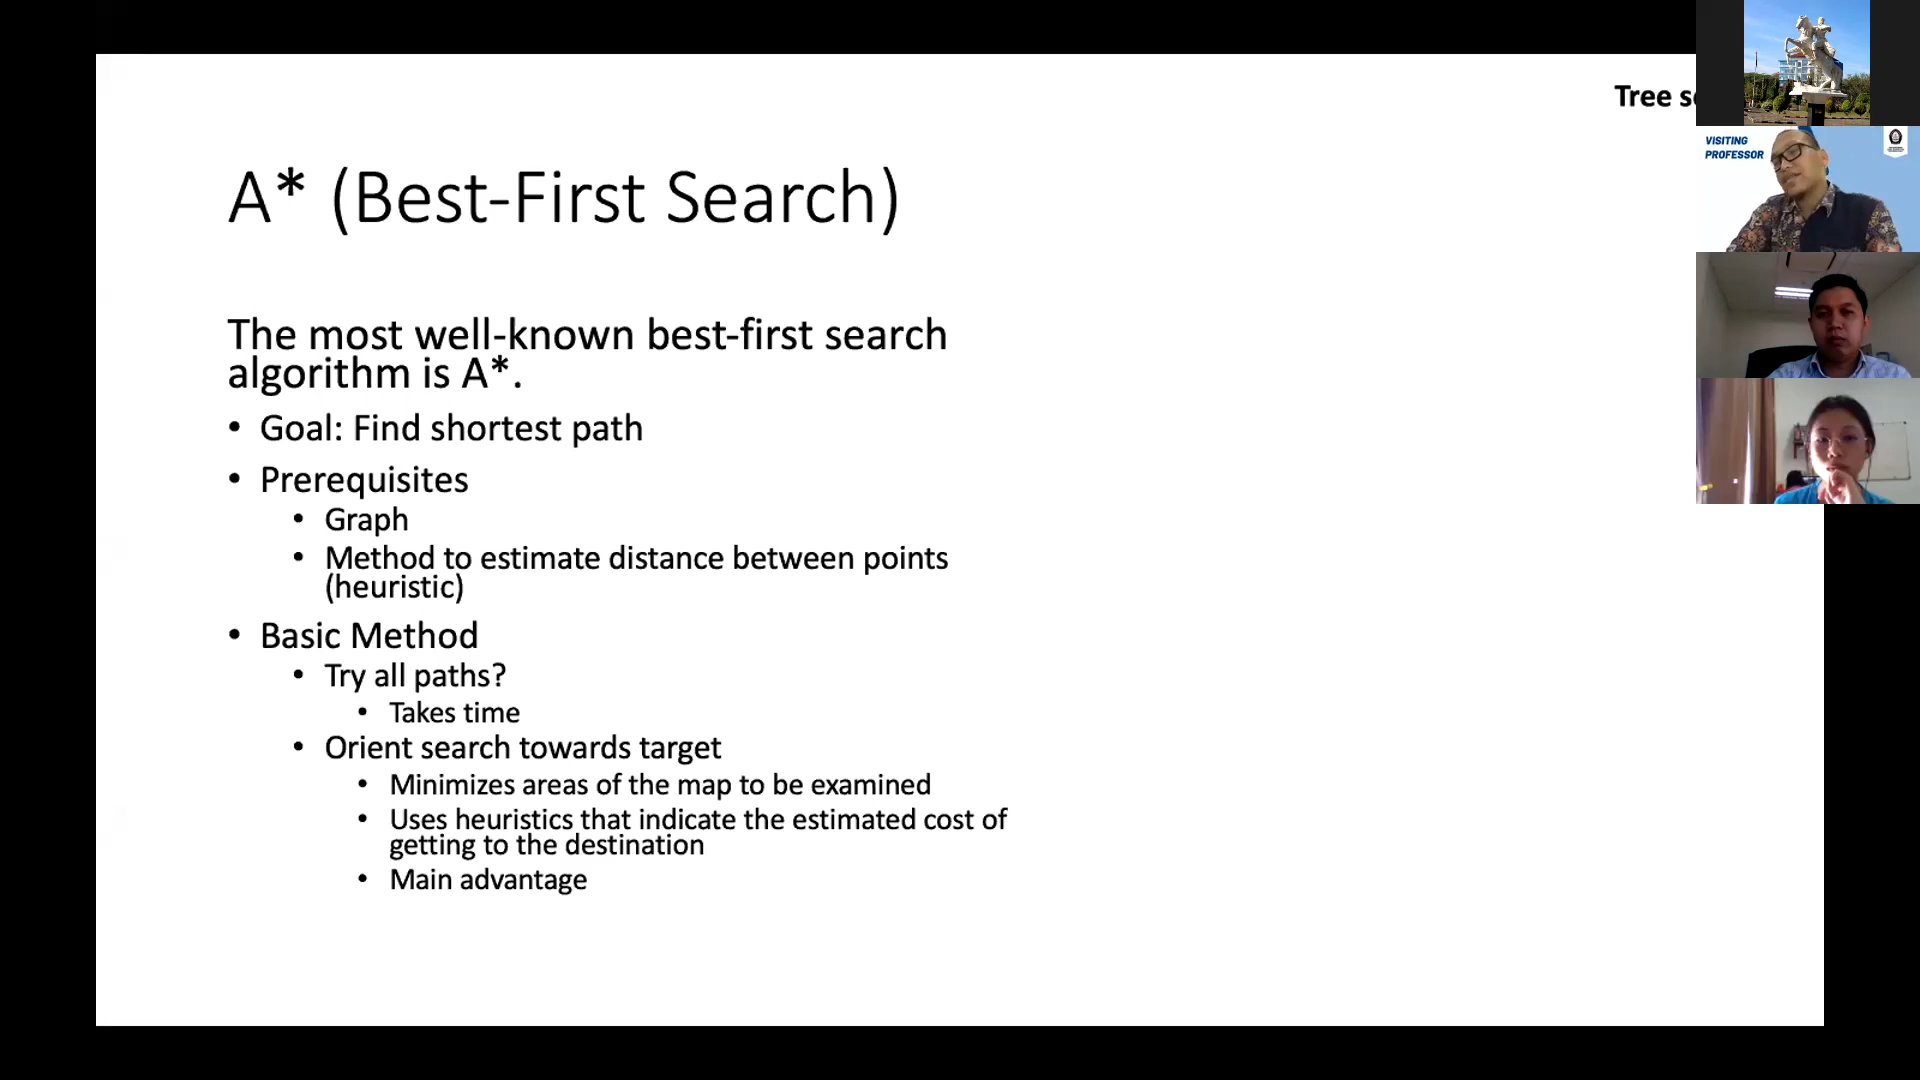 Tree
VISITING
PROFESSOR
A* (Best-First Search)
The most well-known best-first search
algorithm is A*.
• Goal: Find shortest path
• Prerequisites
• Graph
• Method to estimate distance between points
(heuristic)
• Basic Method
• Try all paths?
• Takes time
• Orient search towards target
• Minimizes areas of the map to be examined
• Uses heuristics that indicate the estimated cost of
getting to the destination
• Main advantage